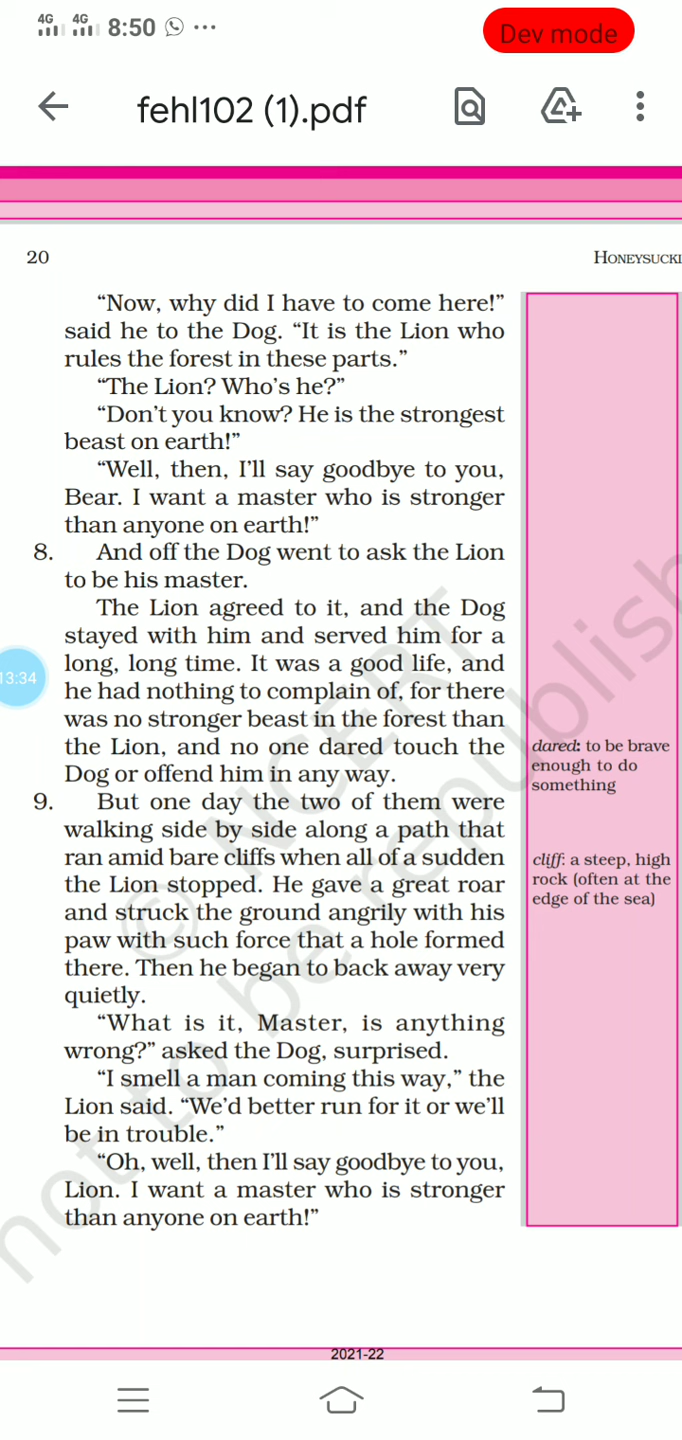 4G 4G 8:50 ...
Dev mode
fehl102 (1).pdf
20
HONEYSUCKL
“Now, why did I have to come here!”
said he to the Dog. “It is the Lion who
rules the forest in these parts.”
“The Lion? Who’s he?”
“Don’t you know? He is the strongest
beast on earth!”
“Well, then, I’ll say goodbye to you,
Bear. I want a master who is stronger
than anyone on earth!”
8. And off the Dog went to ask the Lion
to be his master.
The Lion agreed to it, and the Dog
stayed with him and served him for a
long, long time. It was a good life, and
he had nothing to complain of, for there
was no stronger beast in the forest than
the Lion, and no one dared touch the
Dog or offend him in any way.
9. But one day the two of them were
walking side by side along a path that
ran amid bare cliffs when all of a sudden
the Lion stopped. He gave a great roar
and struck the ground angrily with his
paw with such force that a hole formed
there. Then he began to back away very
quietly.
“What is it, Master, is anything
wrong?” asked the Dog, surprised.
“I smell a man coming this way,” the
Lion said. “We’d better run for it or we’ll
be in trouble.”
“Oh, well, then I’ll say goodbye to you,
Lion. I want a master who is stronger
than anyone on earth!”
13:34
dared: to be brave
enough to do
something
cliff: a steep, high
rock (often at the
edge of the sea)
© NCERT
not to be republish
2021-22